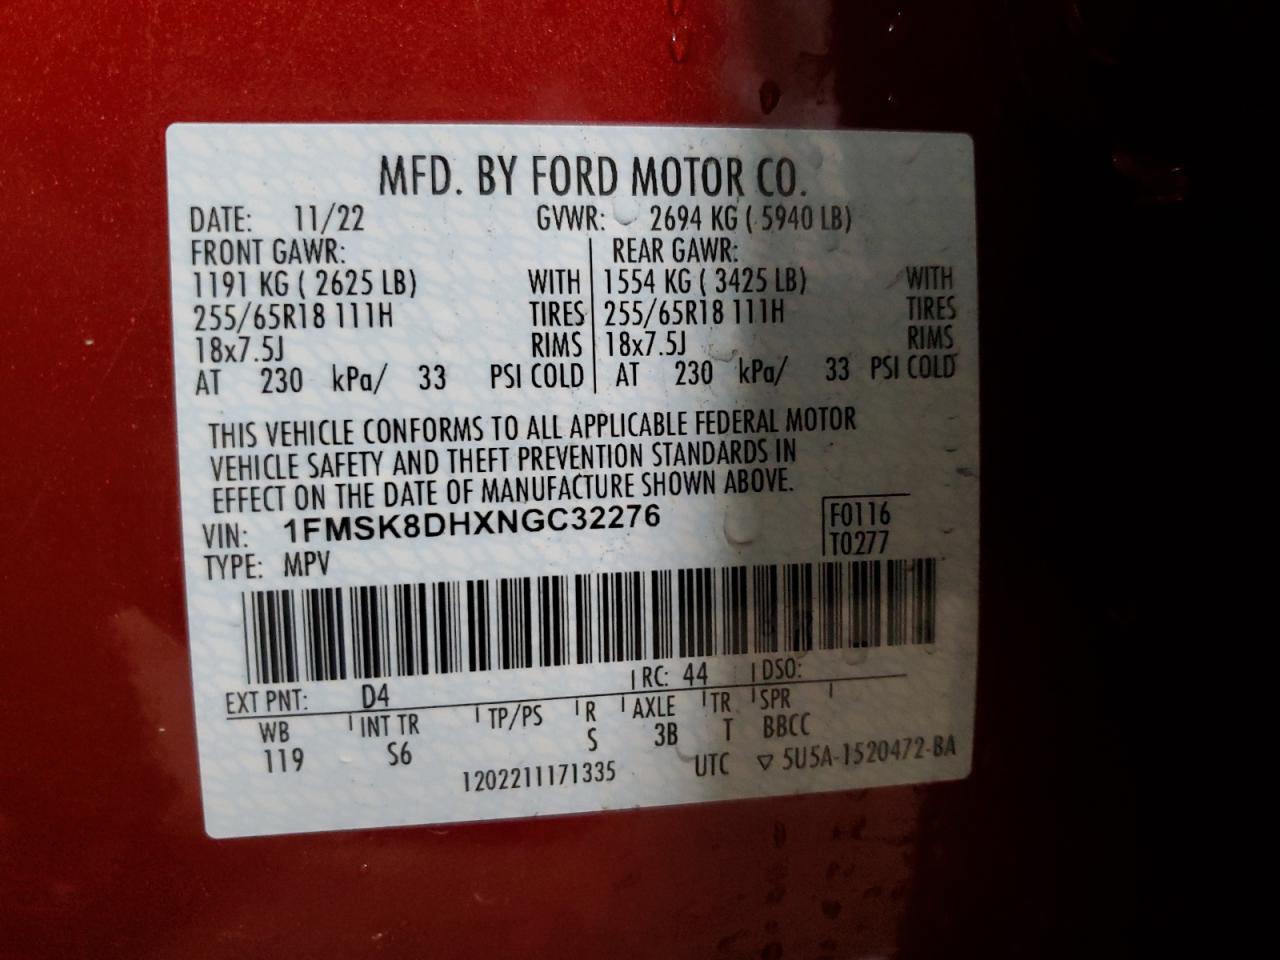 MFD. BY FORD MOTOR CO.
DATE: 11/22 GVWR: 2694 KG ( 5940 LB)
FRONT GAWR: REAR GAWR:
1191 KG ( 2625 LB) WITH 1554 KG ( 3425 LB) WITH
255/65R18 111H TIRES 255/65R18 111H TIRES
18x7.5J RIMS 18x7.5J RIMS
AT 230 kPa/ 33 PSI COLD AT 230 kPa/ 33 PSI COLD
THIS VEHICLE CONFORMS TO ALL APPLICABLE FEDERAL MOTOR
VEHICLE SAFETY AND THEFT PREVENTION STANDARDS IN
EFFECT ON THE DATE OF MANUFACTURE SHOWN ABOVE.
VIN: 1FMSK8DHXNGC32276 F0116
TYPE: MPV T0277
EXT PNT: D4 RC: 44 DSO:
WB INT TR TP/PS R AXLE TR SPR
119 S6 S 3B T BBCC
1202211171335 UTC ▽ 5U5A-1520472-BA